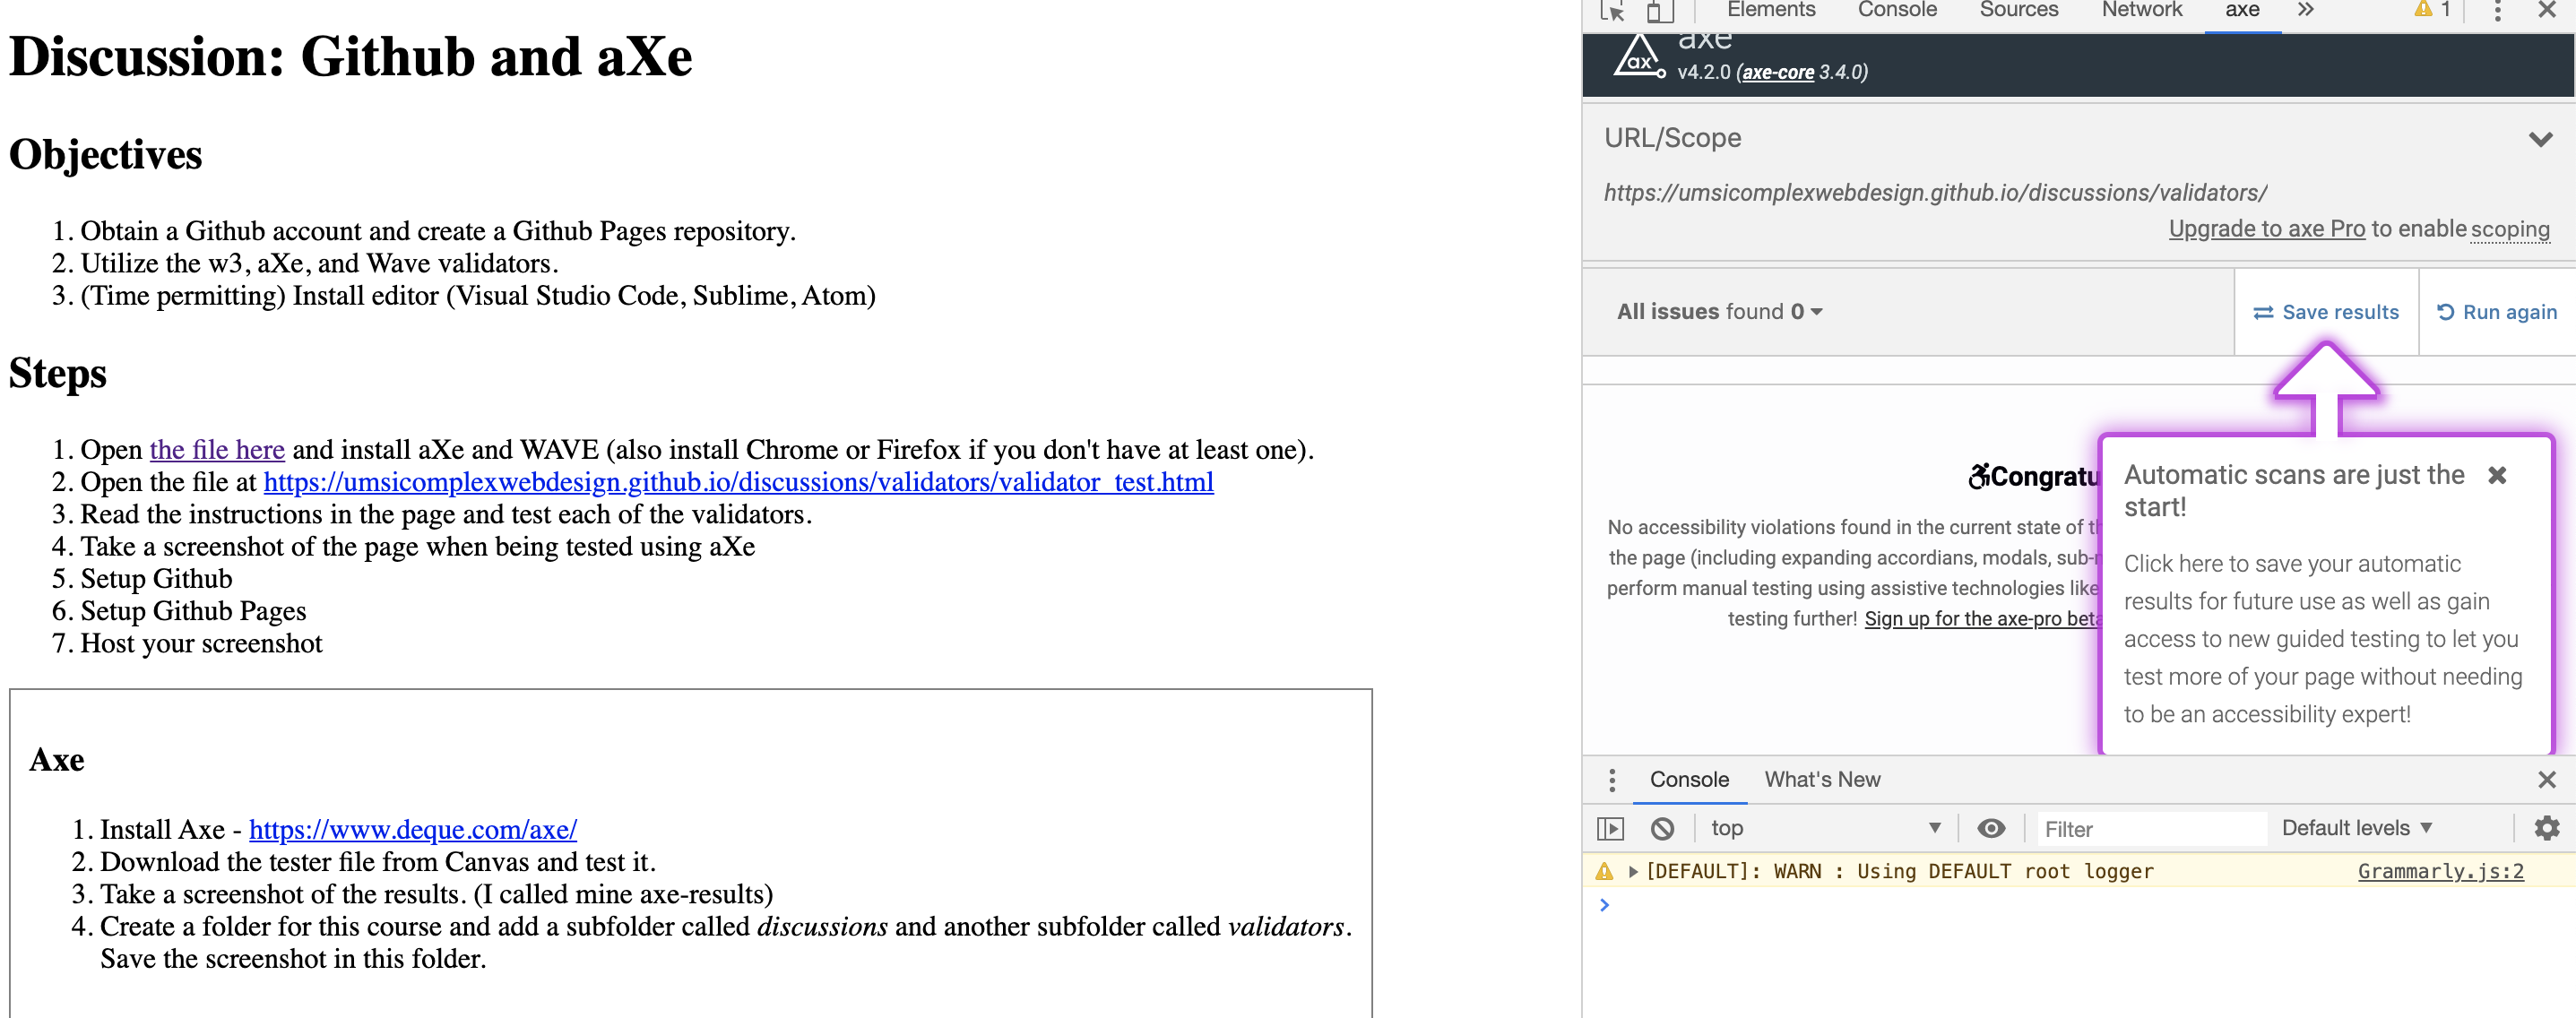 Discussion: Github and aXe
Objectives
1. Obtain a Github account and create a Github Pages repository.
2. Utilize the w3, aXe, and Wave validators.
3. (Time permitting) Install editor (Visual Studio Code, Sublime, Atom)
Steps
1. Open the file here and install aXe and WAVE (also install Chrome or Firefox if you don't have at least one).
2. Open the file at https://umsicomplexwebdesign.github.io/discussions/validators/validator_test.html
3. Read the instructions in the page and test each of the validators.
4. Take a screenshot of the page when being tested using aXe
5. Setup Github
6. Setup Github Pages
7. Host your screenshot
Axe
1. Install Axe - https://www.deque.com/axe/
2. Download the tester file from Canvas and test it.
3. Take a screenshot of the results. (I called mine axe-results)
4. Create a folder for this course and add a subfolder called discussions and another subfolder called validators.
Save the screenshot in this folder.
Elements Console Sources Network axe » 1
axe
ax
v4.2.0 (axe-core 3.4.0)
URL/Scope
https://umsicomplexwebdesign.github.io/discussions/validators/
Upgrade to axe Pro to enable scoping
All issues found 0
Save results
Run again
Congratu
No accessibility violations found in the current state of th
the page (including expanding accordians, modals, sub-
perform manual testing using assistive technologies like
testing further! Sign up for the axe-pro beta
Automatic scans are just the
start!
Click here to save your automatic
results for future use as well as gain
access to new guided testing to let you
test more of your page without needing
to be an accessibility expert!
Console What's New
top Filter Default levels
[DEFAULT]: WARN : Using DEFAULT root logger Grammarly.js:2